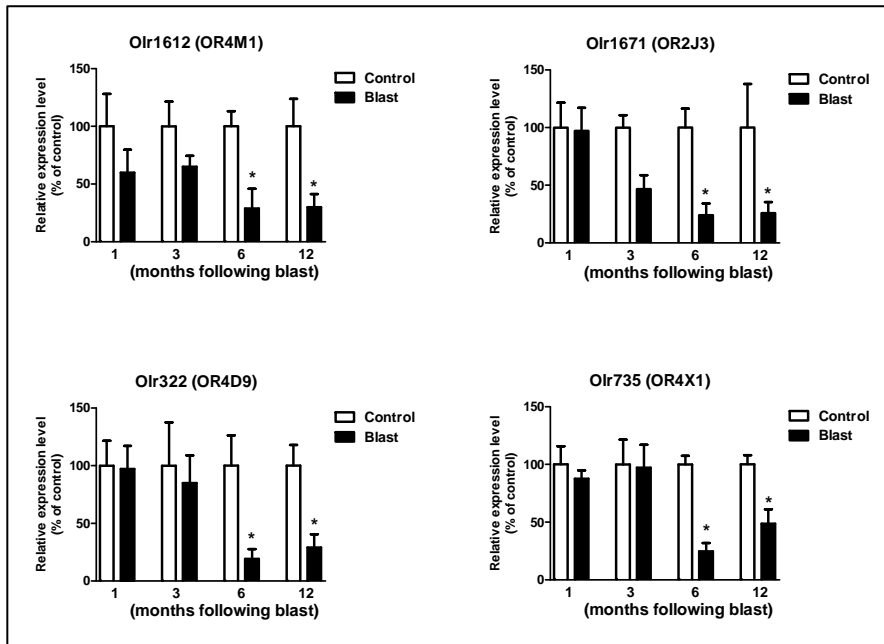 Olr1612 (OR4M1)
Relative expression level
(% of control)
150
100
50
0
Control
Blast
*
*
1 3 6 12
(months following blast)
Olr1671 (OR2J3)
Relative expression level
(% of control)
150
100
50
0
Control
Blast
*
*
1 3 6 12
(months following blast)
Olr322 (OR4D9)
Relative expression level
(% of control)
150
100
50
0
Control
Blast
*
*
1 3 6 12
(months following blast)
Olr735 (OR4X1)
Relative expression level
(% of control)
150
100
50
0
Control
Blast
*
*
1 3 6 12
(months following blast)